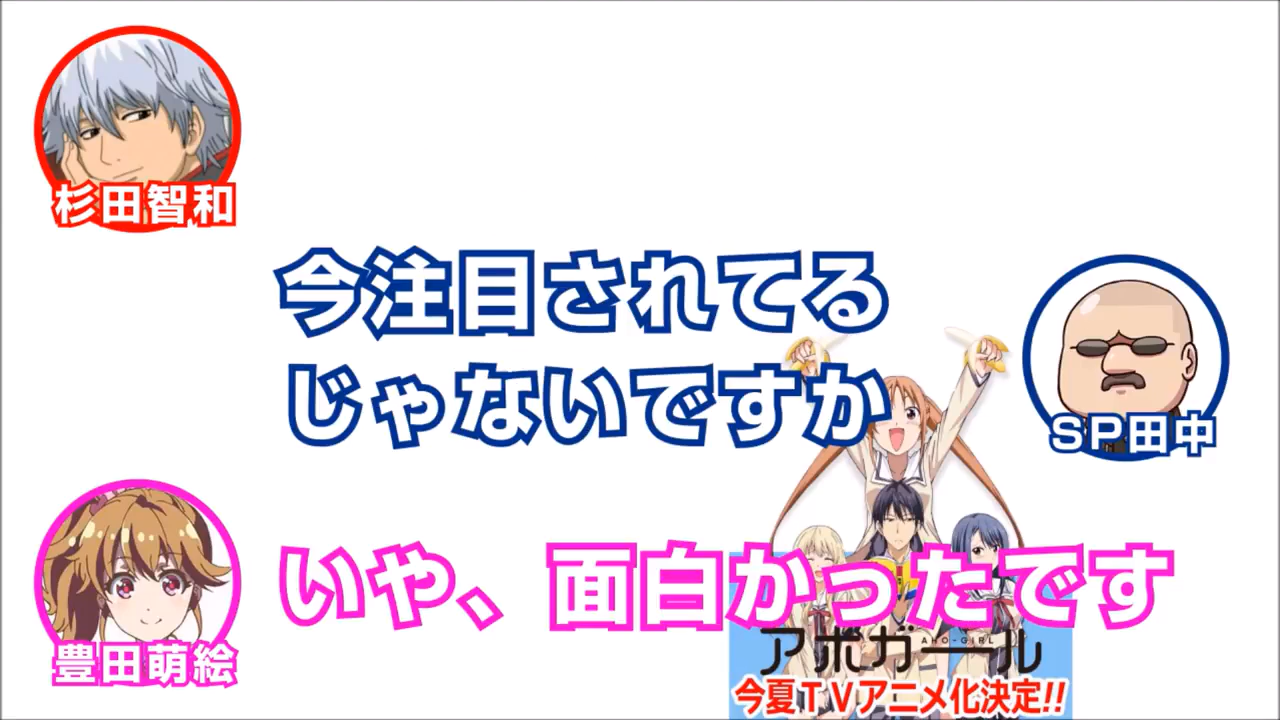 杉田智和
今注目されてる
じゃないですか
SP田中
いや、面白かったです
豊田萌絵
アホガール
AHO-GIRL
今夏TVアニメ化決定!!